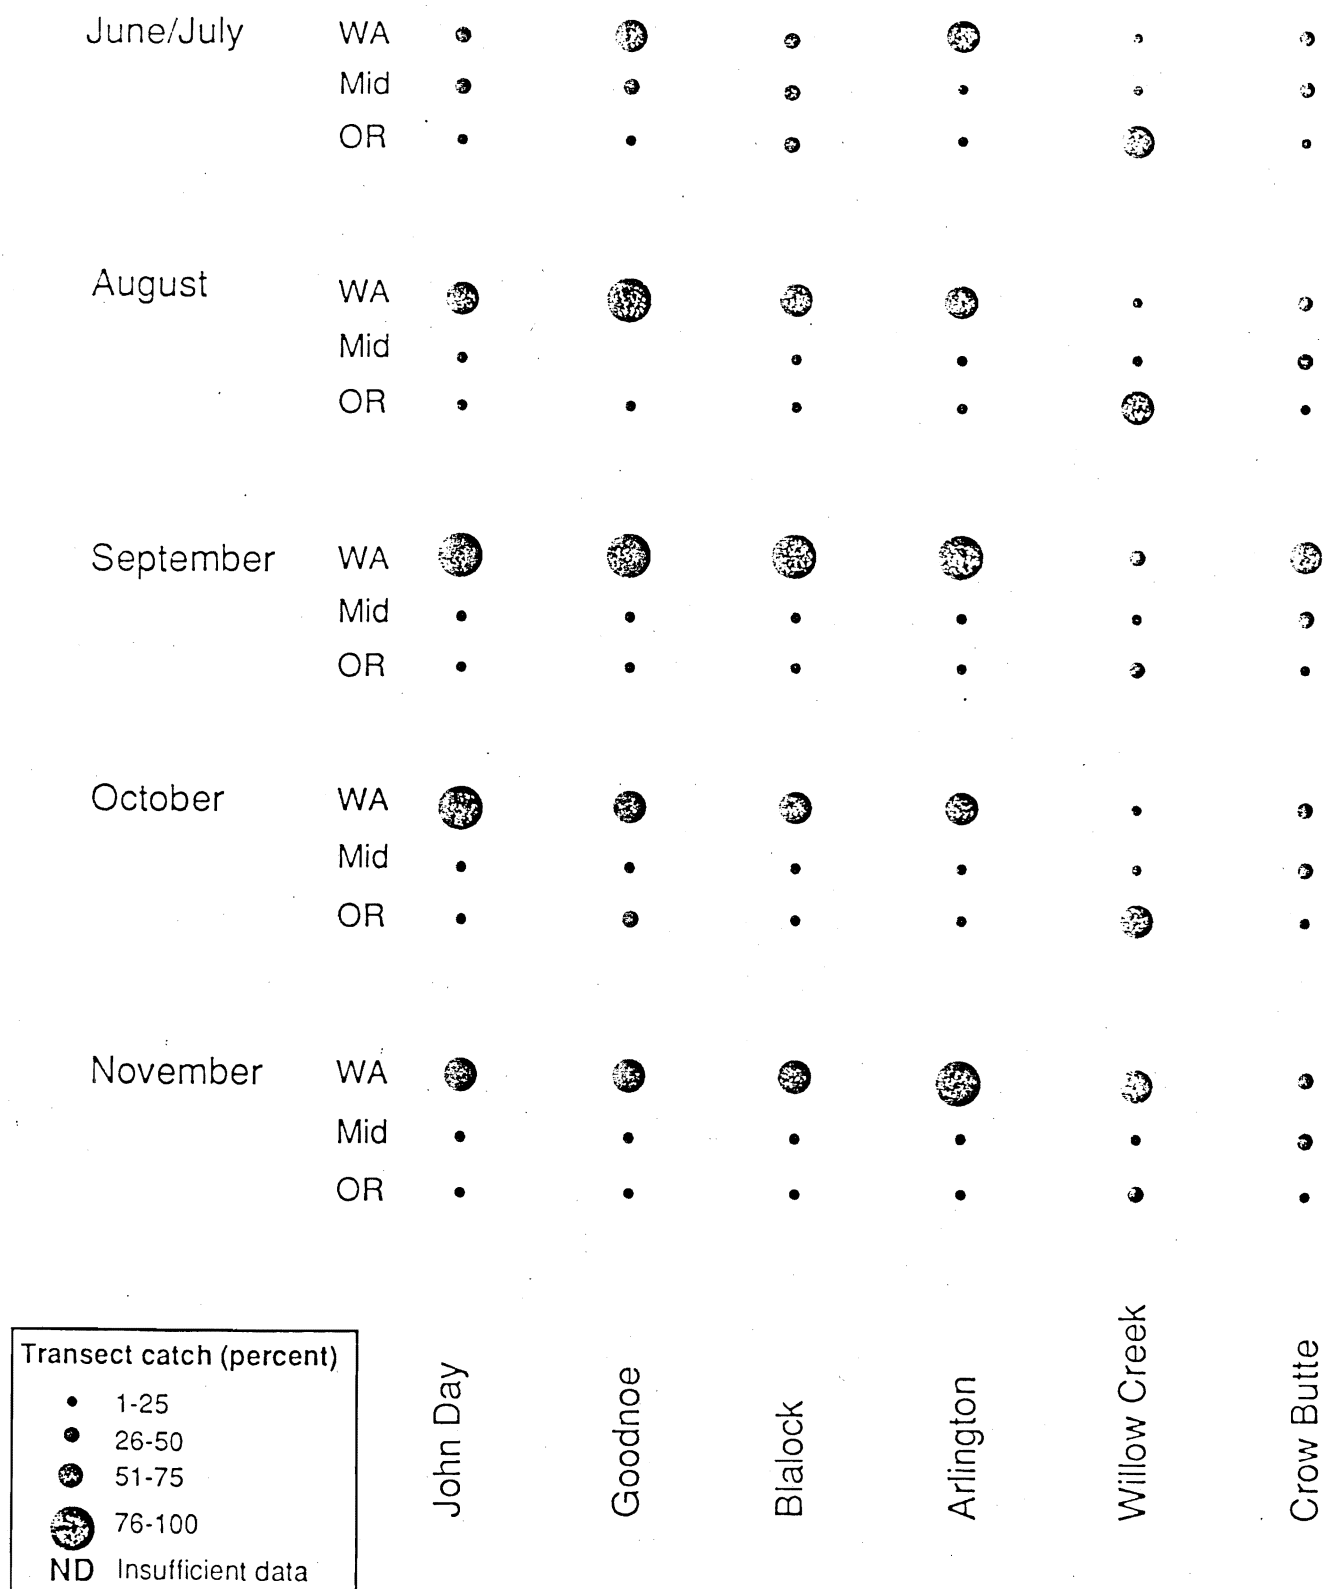 June/July WA
Mid
OR
August WA
Mid
OR
September WA
Mid
OR
October WA
Mid
OR
November WA
Mid
OR
Transect catch (percent)
1-25
26-50
51-75
76-100
ND Insufficient data
John Day
Goodnoe
Blalock
Arlington
Willow Creek
Crow Butte